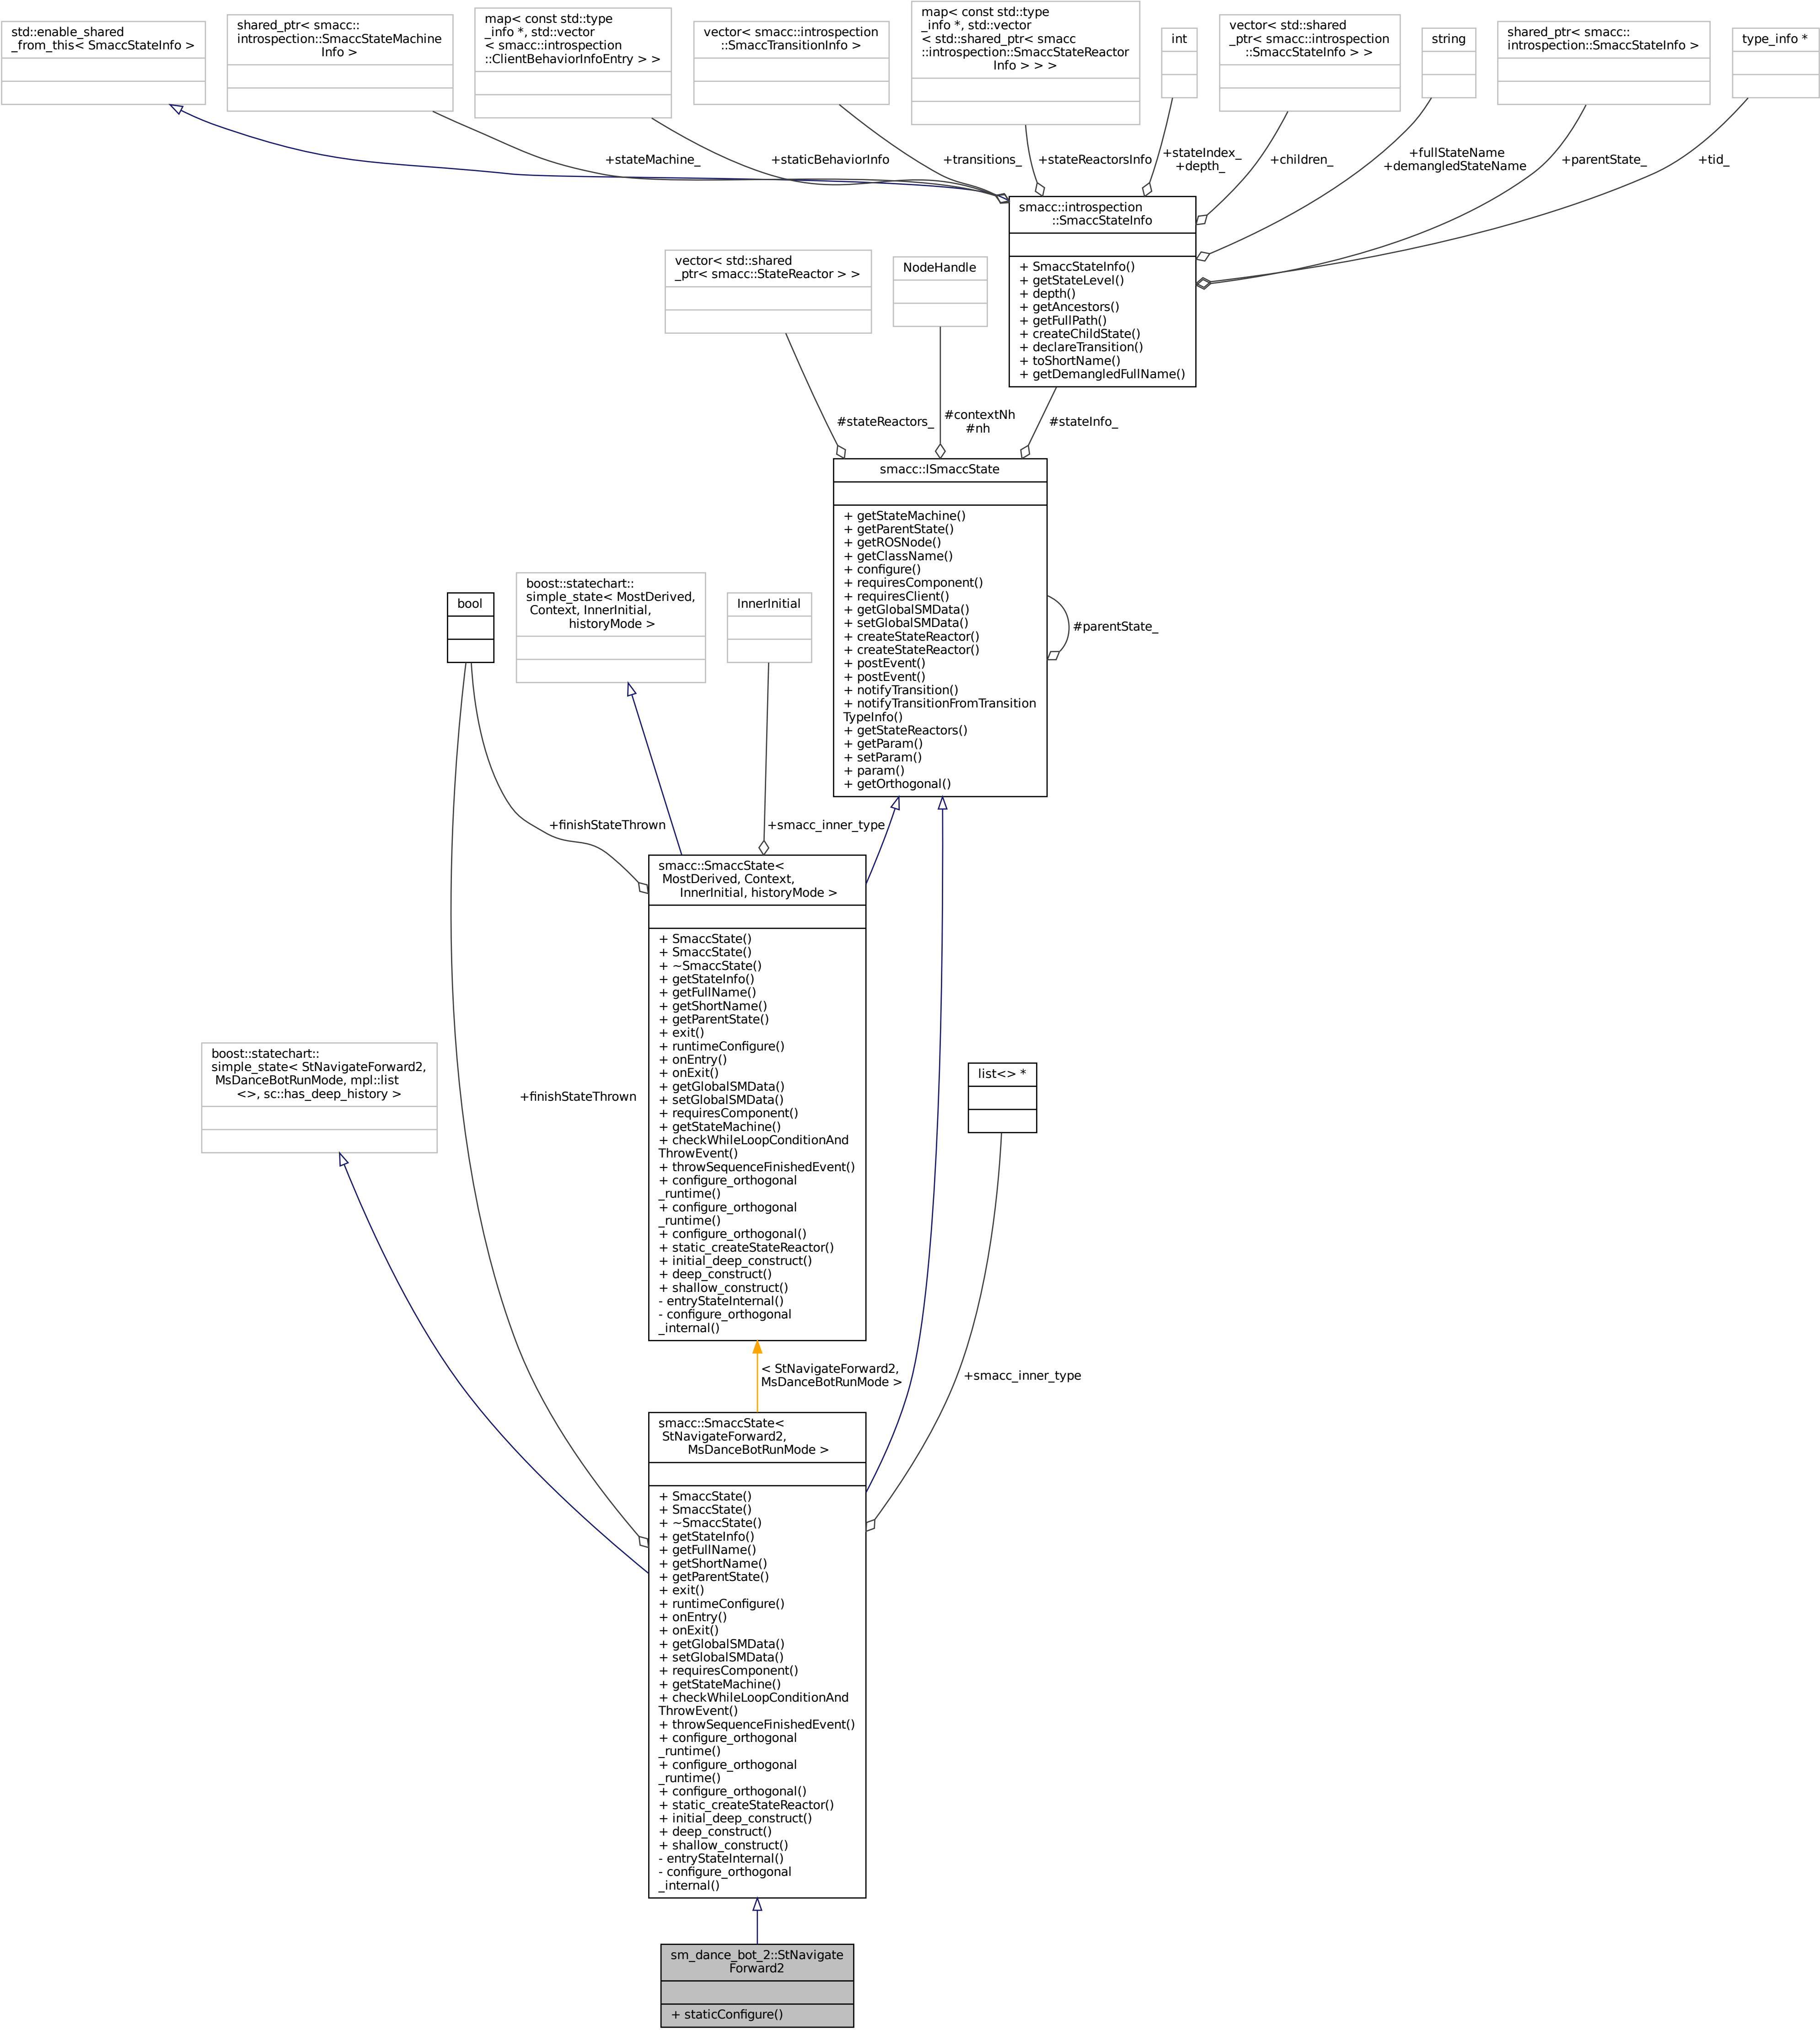 std::enable_shared
_from_this< SmaccStateInfo >
shared_ptr< smacc::
introspection::SmaccStateMachine
Info >
map< const std::type
_info *, std::vector
< smacc::introspection
::ClientBehaviorInfoEntry > >
vector< smacc::introspection
::SmaccTransitionInfo >
map< const std::type
_info *, std::vector
< std::shared_ptr< smacc
::introspection::SmaccStateReactor
Info > > >
int
vector< std::shared
_ptr< smacc::introspection
::SmaccStateInfo > >
string
shared_ptr< smacc::
introspection::SmaccStateInfo >
type_info *
+stateMachine_
+staticBehaviorInfo
+transitions_
+stateReactorsInfo
+stateIndex_
+depth_
+children_
+fullStateName
+demangledStateName
+parentState_
+tid_
smacc::introspection
::SmaccStateInfo
+ SmaccStateInfo()
+ getStateLevel()
+ depth()
+ getAncestors()
+ getFullPath()
+ createChildState()
+ declareTransition()
+ toShortName()
+ getDemangledFullName()
vector< std::shared
_ptr< smacc::StateReactor > >
NodeHandle
#stateReactors_
#contextNh
#nh
#stateInfo_
smacc::ISmaccState
+ getStateMachine()
+ getParentState()
+ getROSNode()
+ getClassName()
+ configure()
+ requiresComponent()
+ requiresClient()
+ getGlobalSMData()
+ setGlobalSMData()
+ createStateReactor()
+ createStateReactor()
+ postEvent()
+ postEvent()
+ notifyTransition()
+ notifyTransitionFromTransition
TypeInfo()
+ getStateReactors()
+ getParam()
+ setParam()
+ param()
+ getOrthogonal()
#parentState_
bool
boost::statechart::
simple_state< MostDerived,
Context, InnerInitial,
historyMode >
InnerInitial
+finishStateThrown
+smacc_inner_type
smacc::SmaccState<
MostDerived, Context,
InnerInitial, historyMode >
+ SmaccState()
+ SmaccState()
+ ~SmaccState()
+ getStateInfo()
+ getFullName()
+ getShortName()
+ getParentState()
+ exit()
+ runtimeConfigure()
+ onEntry()
+ onExit()
+ getGlobalSMData()
+ setGlobalSMData()
+ requiresComponent()
+ getStateMachine()
+ checkWhileLoopConditionAnd
ThrowEvent()
+ throwSequenceFinishedEvent()
+ configure_orthogonal
_runtime()
+ configure_orthogonal
_runtime()
+ configure_orthogonal()
+ static_createStateReactor()
+ initial_deep_construct()
+ deep_construct()
+ shallow_construct()
- entryStateInternal()
- configure_orthogonal
_internal()
boost::statechart::
simple_state< StNavigateForward2,
MsDanceBotRunMode, mpl::list
<>, sc::has_deep_history >
+finishStateThrown
list<> *
< StNavigateForward2,
MsDanceBotRunMode >
+smacc_inner_type
smacc::SmaccState<
StNavigateForward2,
MsDanceBotRunMode >
+ SmaccState()
+ SmaccState()
+ ~SmaccState()
+ getStateInfo()
+ getFullName()
+ getShortName()
+ getParentState()
+ exit()
+ runtimeConfigure()
+ onEntry()
+ onExit()
+ getGlobalSMData()
+ setGlobalSMData()
+ requiresComponent()
+ getStateMachine()
+ checkWhileLoopConditionAnd
ThrowEvent()
+ throwSequenceFinishedEvent()
+ configure_orthogonal
_runtime()
+ configure_orthogonal
_runtime()
+ configure_orthogonal()
+ static_createStateReactor()
+ initial_deep_construct()
+ deep_construct()
+ shallow_construct()
- entryStateInternal()
- configure_orthogonal
_internal()
sm_dance_bot_2::StNavigate
Forward2
+ staticConfigure()